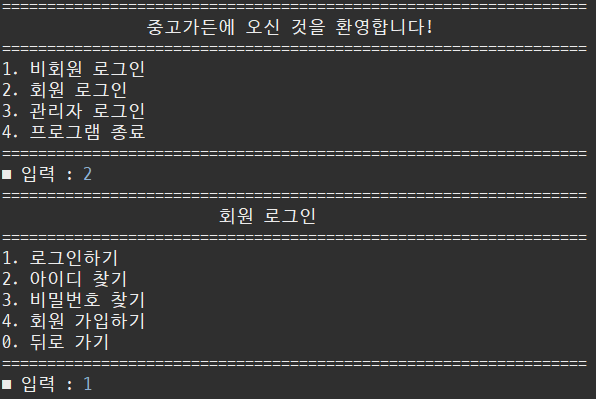 =================================================================
중고가든에 오신 것을 환영합니다!
=================================================================
1. 비회원 로그인
2. 회원 로그인
3. 관리자 로그인
4. 프로그램 종료
=================================================================
■ 입력 : 2
=================================================================
회원 로그인
=================================================================
1. 로그인하기
2. 아이디 찾기
3. 비밀번호 찾기
4. 회원 가입하기
0. 뒤로 가기
=================================================================
■ 입력 : 1